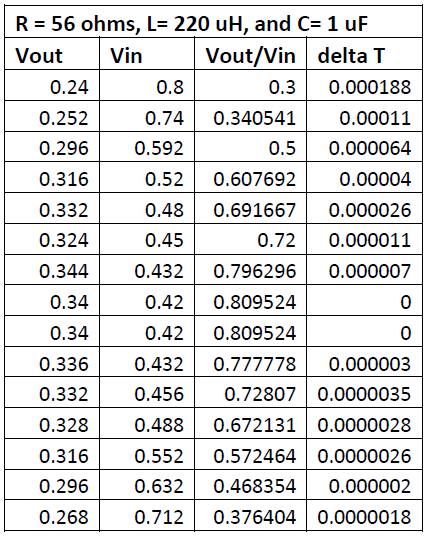 R = 56 ohms, L= 220 uH, and C= 1 uF
Vout Vin Vout/Vin delta T
0.24 0.8 0.3 0.000188
0.252 0.74 0.340541 0.00011
0.296 0.592 0.5 0.000064
0.316 0.52 0.607692 0.00004
0.332 0.48 0.691667 0.000026
0.324 0.45 0.72 0.000011
0.344 0.432 0.796296 0.000007
0.34 0.42 0.809524 0
0.34 0.42 0.809524 0
0.336 0.432 0.777778 0.000003
0.332 0.456 0.72807 0.0000035
0.328 0.488 0.672131 0.0000028
0.316 0.552 0.572464 0.0000026
0.296 0.632 0.468354 0.000002
0.268 0.712 0.376404 0.0000018